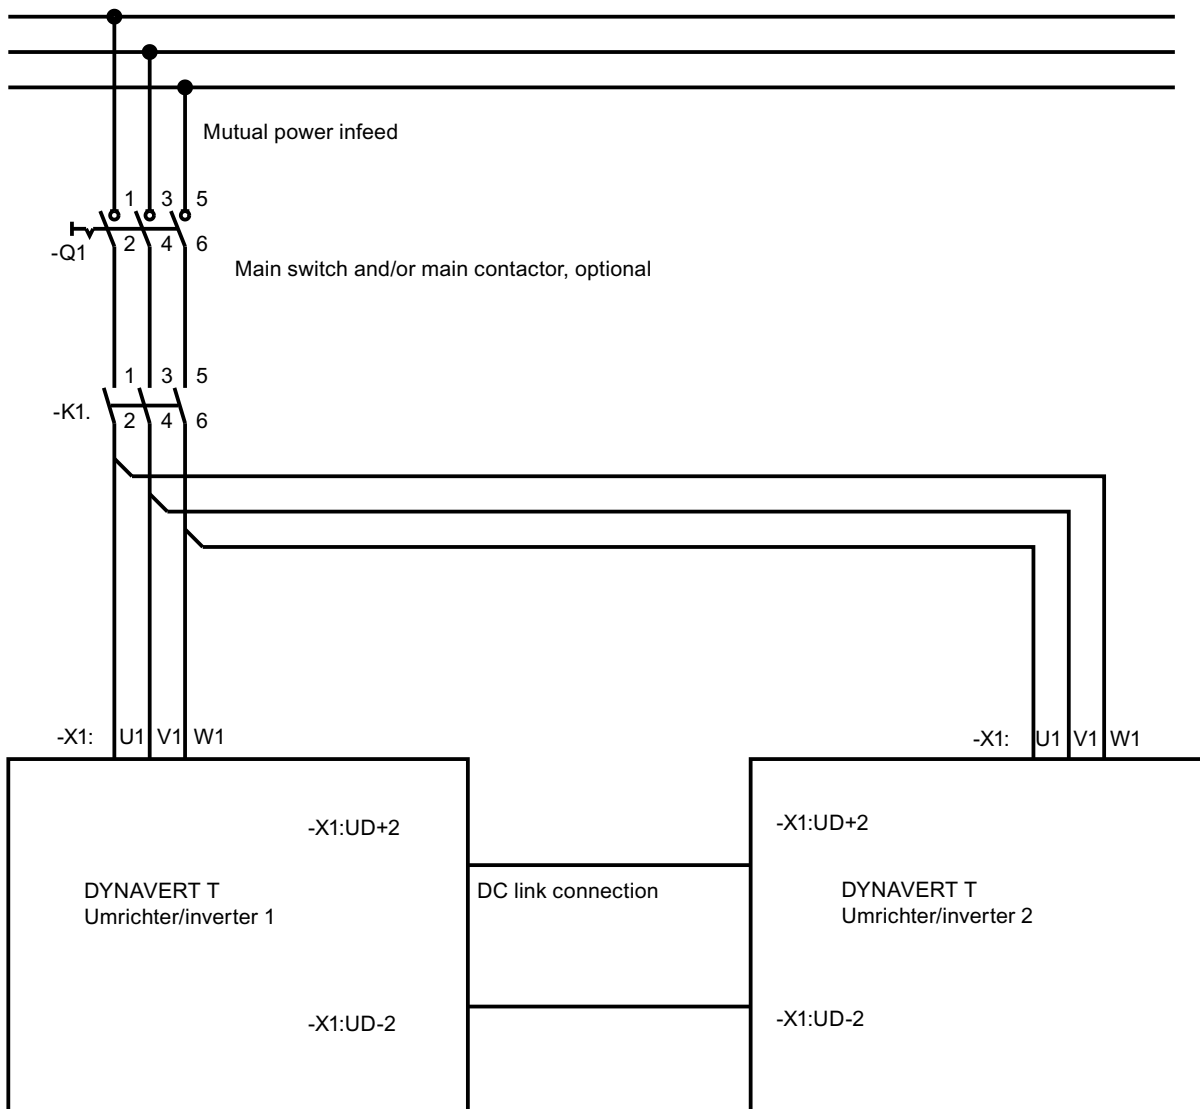 Mutual power infeed
1 3 5
-Q1 2 4 6
Main switch and/or main contactor, optional
1 3 5
-K1. 2 4 6
-X1: U1 V1 W1
-X1: U1 V1 W1
-X1:UD+2
-X1:UD+2
DYNAVERT T
Umrichter/inverter 1
DC link connection
DYNAVERT T
Umrichter/inverter 2
-X1:UD-2
-X1:UD-2